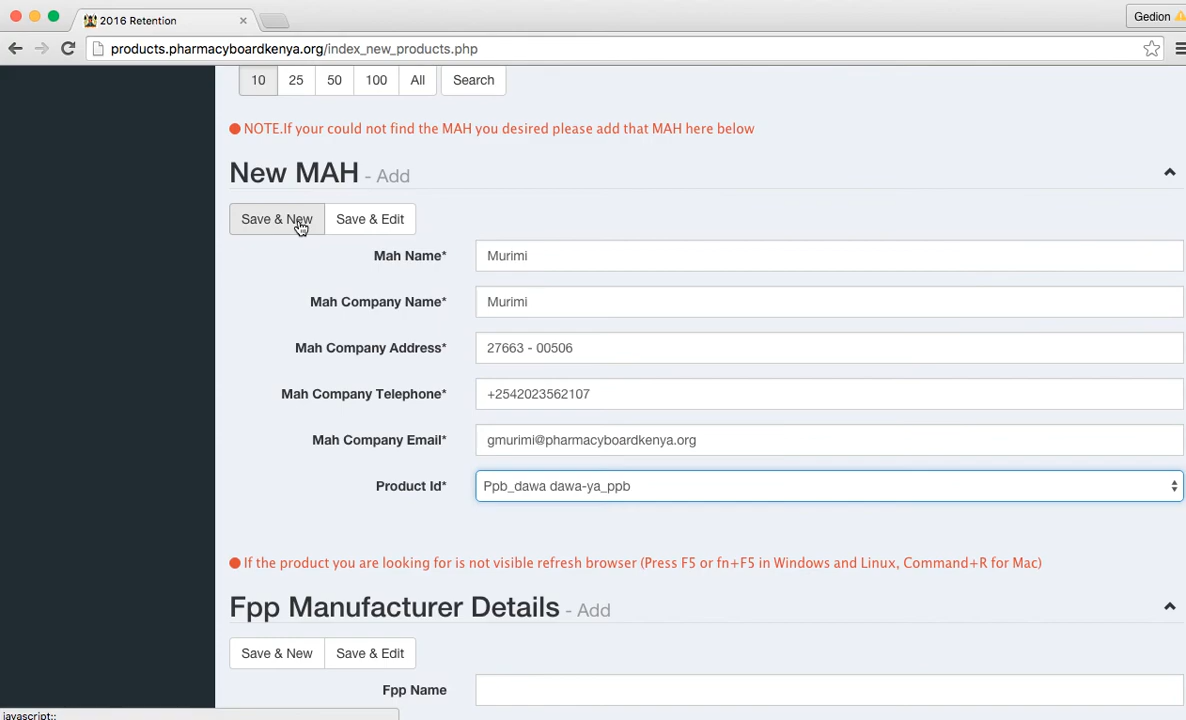 2016 Retention
Gedion
products.pharmacyboardkenya.org/index_new_products.php
10 25 50 100 All Search
NOTE.If your could not find the MAH you desired please add that MAH here below
New MAH - Add
Save & New Save & Edit
Mah Name* Murimi
Mah Company Name* Murimi
Mah Company Address* 27663 - 00506
Mah Company Telephone* +2542023562107
Mah Company Email* gmurimi@pharmacyboardkenya.org
Product Id* Ppb_dawa dawa-ya_ppb
If the product you are looking for is not visible refresh browser (Press F5 or fn+F5 in Windows and Linux, Command+R for Mac)
Fpp Manufacturer Details - Add
Save & New Save & Edit
Fpp Name
javascript:;